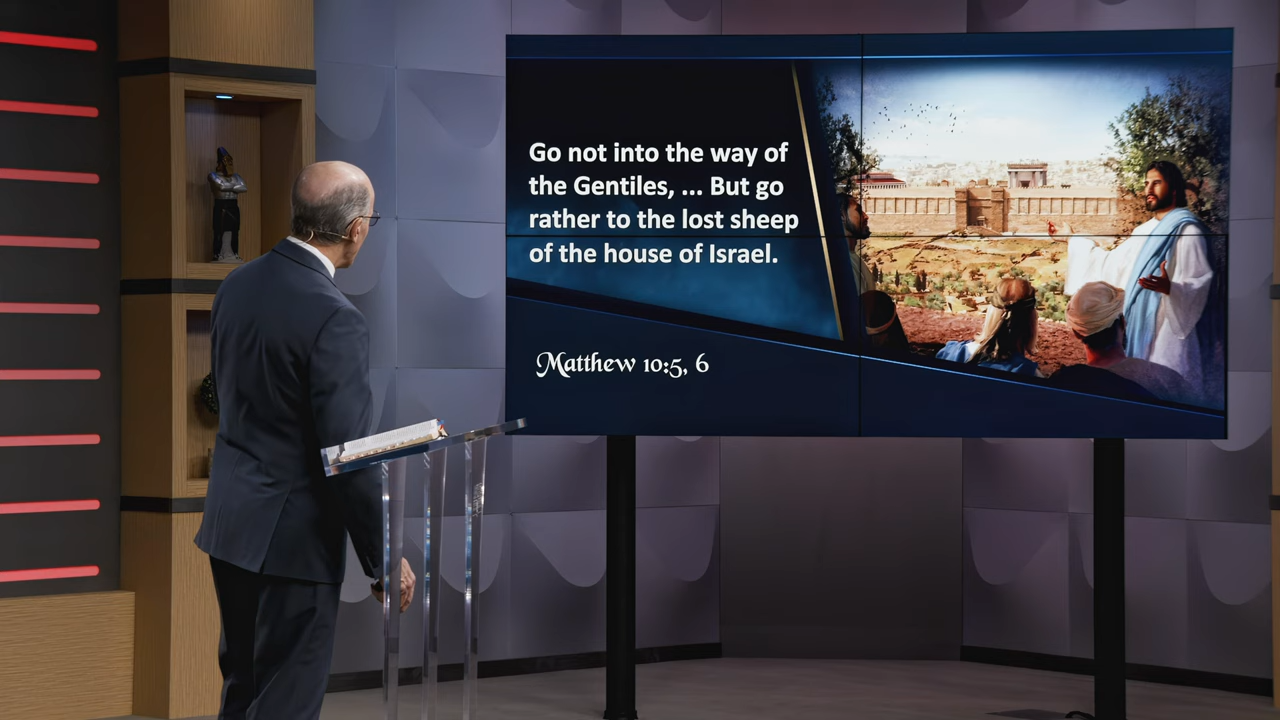 Go not into the way of
the Gentiles, ... But go
rather to the lost sheep
of the house of Israel.
Matthew 10:5, 6